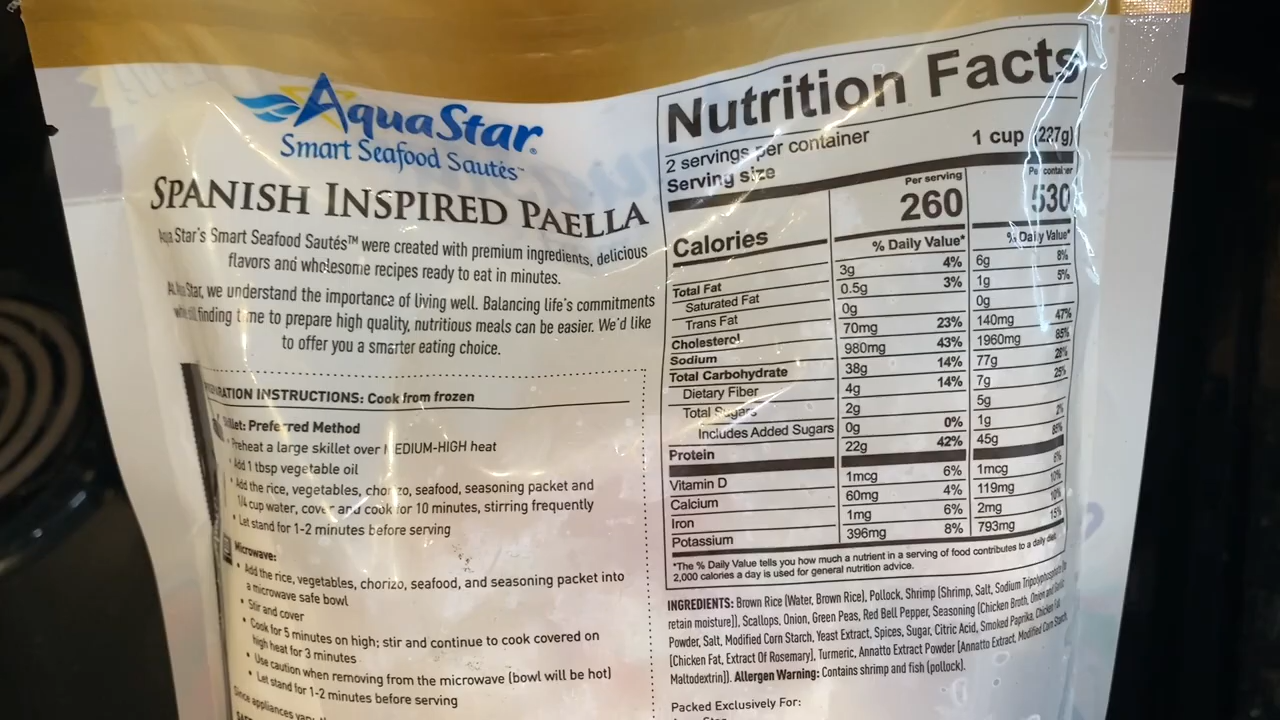 AquaStar®
Smart Seafood Sautés™
SPANISH INSPIRED PAELLA
Aqua Star's Smart Seafood Sautés™ were created with premium ingredients, delicious
flavors and wholesome recipes ready to eat in minutes.
Star, we understand the importance of living well. Balancing life's commitments
finding time to prepare high quality, nutritious meals can be easier. We'd like
to offer you a smarter eating choice.
PREPARATION INSTRUCTIONS: Cook from frozen
Skillet: Preferred Method
• Preheat a large skillet over MEDIUM-HIGH heat
• Add 1 tbsp vegetable oil
• Add the rice, vegetables, chorizo, seafood, seasoning packet and
1/4 cup water, cover and cook for 10 minutes, stirring frequently
• Let stand for 1-2 minutes before serving
Microwave:
• Add the rice, vegetables, chorizo, seafood, and seasoning packet into
a microwave safe bowl
• Stir and cover
• Cook for 5 minutes on high; stir and continue to cook covered on
high heat for 3 minutes
• Use caution when removing from the microwave (bowl will be hot)
• Let stand for 1-2 minutes before serving
Since appliances vary,
Nutrition Facts
2 servings per container
Serving size 1 cup (227g)
Per serving Per container
Calories 260 530
% Daily Value* % Daily Value*
Total Fat 3g 4% 6g 8%
Saturated Fat 0.5g 3% 1g 5%
Trans Fat 0g 0g
Cholesterol 70mg 23% 140mg 47%
Sodium 980mg 43% 1960mg 85%
Total Carbohydrate 38g 14% 77g 28%
Dietary Fiber 4g 14% 7g 25%
Total Sugars 2g 5g
Includes Added Sugars 0g 0% 1g 2%
Protein 22g 42% 45g 85%
Vitamin D 1mcg 6% 1mcg 6%
Calcium 60mg 4% 119mg 10%
Iron 1mg 6% 2mg 10%
Potassium 396mg 8% 793mg 15%
*The % Daily Value tells you how much a nutrient in a serving of food contributes to a daily diet.
2,000 calories a day is used for general nutrition advice.
INGREDIENTS: Brown Rice (Water, Brown Rice), Pollock, Shrimp (Shrimp, Salt, Sodium Tripolyphosphate (to
retain moisture)), Scallops, Onion, Green Peas, Red Bell Pepper, Seasoning (Chicken Broth, Onion and Garlic
Powder, Salt, Modified Corn Starch, Yeast Extract, Spices, Sugar, Citric Acid, Smoked Paprika, Chicken Fat
(Chicken Fat, Extract Of Rosemary), Turmeric, Annatto Extract Powder (Annatto Extract, Modified Corn Starch,
Maltodextrin)). Allergen Warning: Contains shrimp and fish (pollock).
Packed Exclusively For: